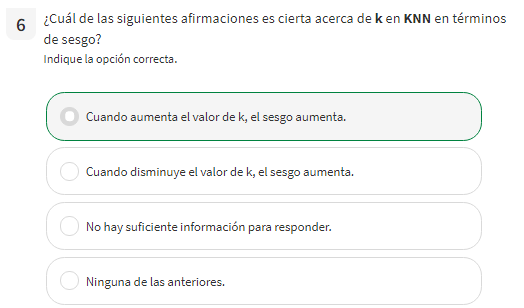 6
¿Cuál de las siguientes afirmaciones es cierta acerca de k en KNN en términos
de sesgo?
Indique la opción correcta.
Cuando aumenta el valor de k, el sesgo aumenta.
Cuando disminuye el valor de k, el sesgo aumenta.
No hay suficiente información para responder.
Ninguna de las anteriores.